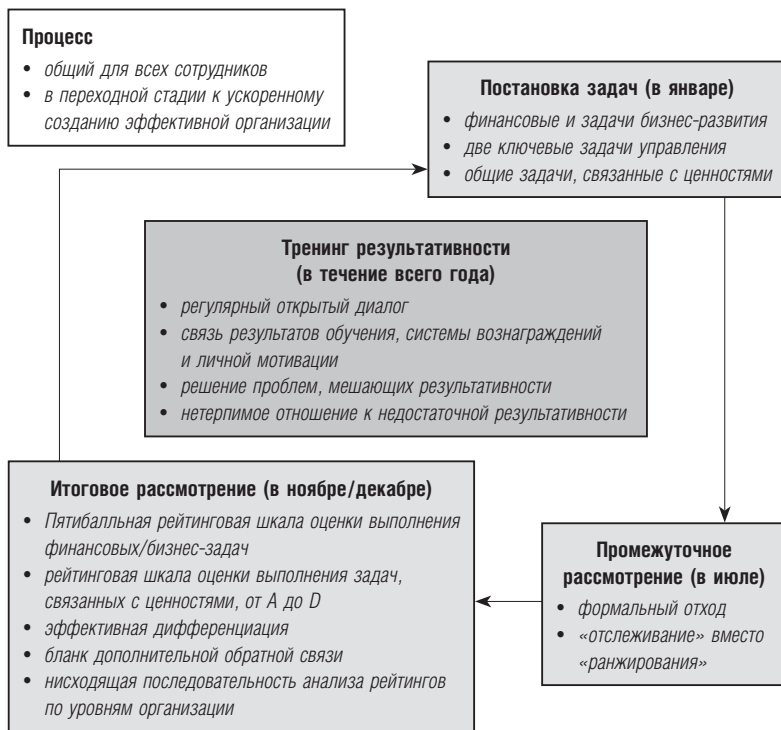 Процесс
• общий для всех сотрудников
• в переходной стадии к ускоренному
созданию эффективной организации
Постановка задач (в январе)
• финансовые и задачи бизнес-развития
• две ключевые задачи управления
• общие задачи, связанные с ценностями
Тренинг результативности
(в течение всего года)
• регулярный открытый диалог
• связь результатов обучения, системы вознаграждений
и личной мотивации
• решение проблем, мешающих результативности
• нетерпимое отношение к недостаточной результативности
Итоговое рассмотрение (в ноябре/декабре)
• Пятибалльная рейтинговая шкала оценки выполнения
финансовых/бизнес-задач
• рейтинговая шкала оценки выполнения задач,
связанных с ценностями, от A до D
• эффективная дифференциация
• бланк дополнительной обратной связи
• нисходящая последовательность анализа рейтингов
по уровням организации
Промежуточное
рассмотрение (в июле)
• формальный отход
• «отслеживание» вместо
«ранжирования»